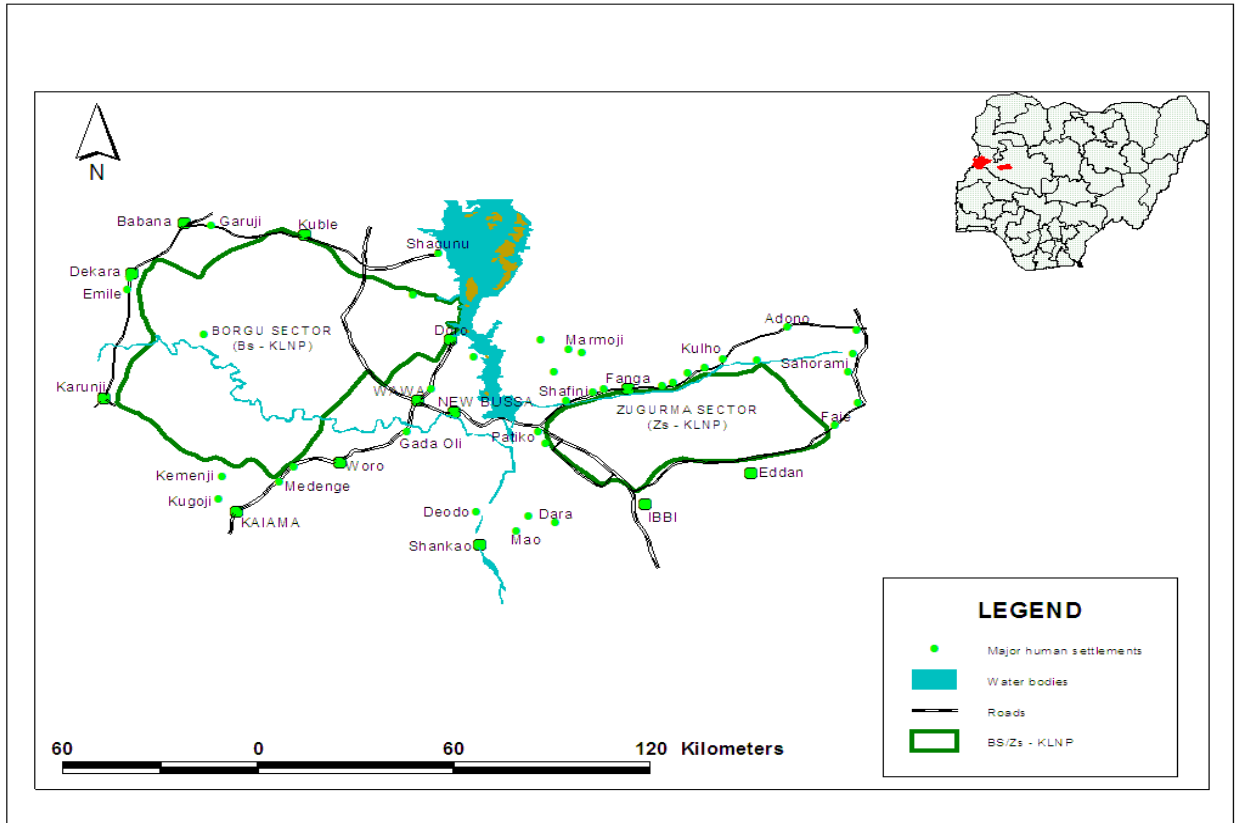 N
Babana
Garuji
Kuble
Shagunu
Dekara
Emile
BORGU SECTOR
(Bs - KLNP)
Duro
Marmoji
Adono
Kulho
Sahorami
Karunji
WAWA
NEW BUSSA
Shafini
Fanga
ZUGURMA SECTOR
(Zs - KLNP)
Faje
Patiko
Gada Oli
Woro
Kemenji
Medenge
Eddan
Kugoji
KAIAMA
Deodo
Dara
IBBI
Mao
Shankao
LEGEND
Major human settlements
Water bodies
Roads
BS/Zs - KLNP
60 0 60 120 Kilometers